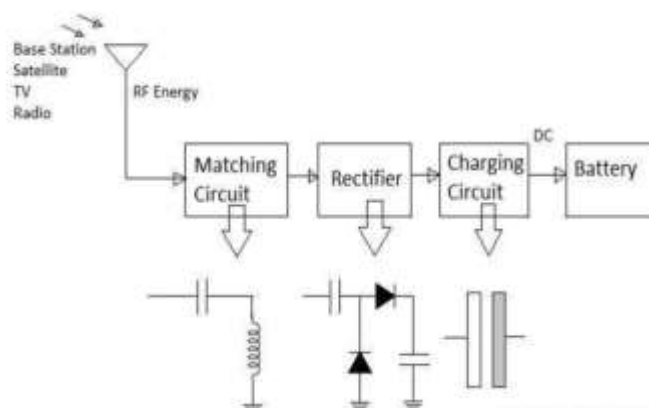 Base Station
Satellite
TV
Radio
RF Energy
Matching
Circuit
Rectifier
Charging
Circuit
DC
Battery